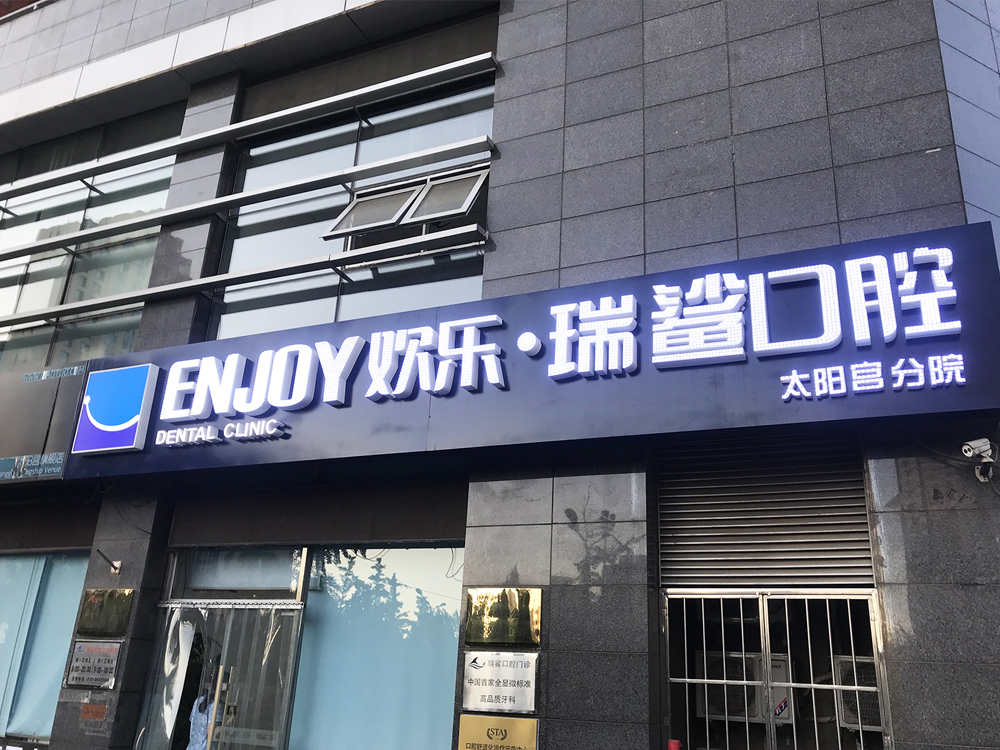 ENJOY欢乐·瑞鲨口腔
DENTAL CLINIC
太阳宫分院
瑞鲨口腔门诊
中国首家全显微标准
高品质牙科
STA